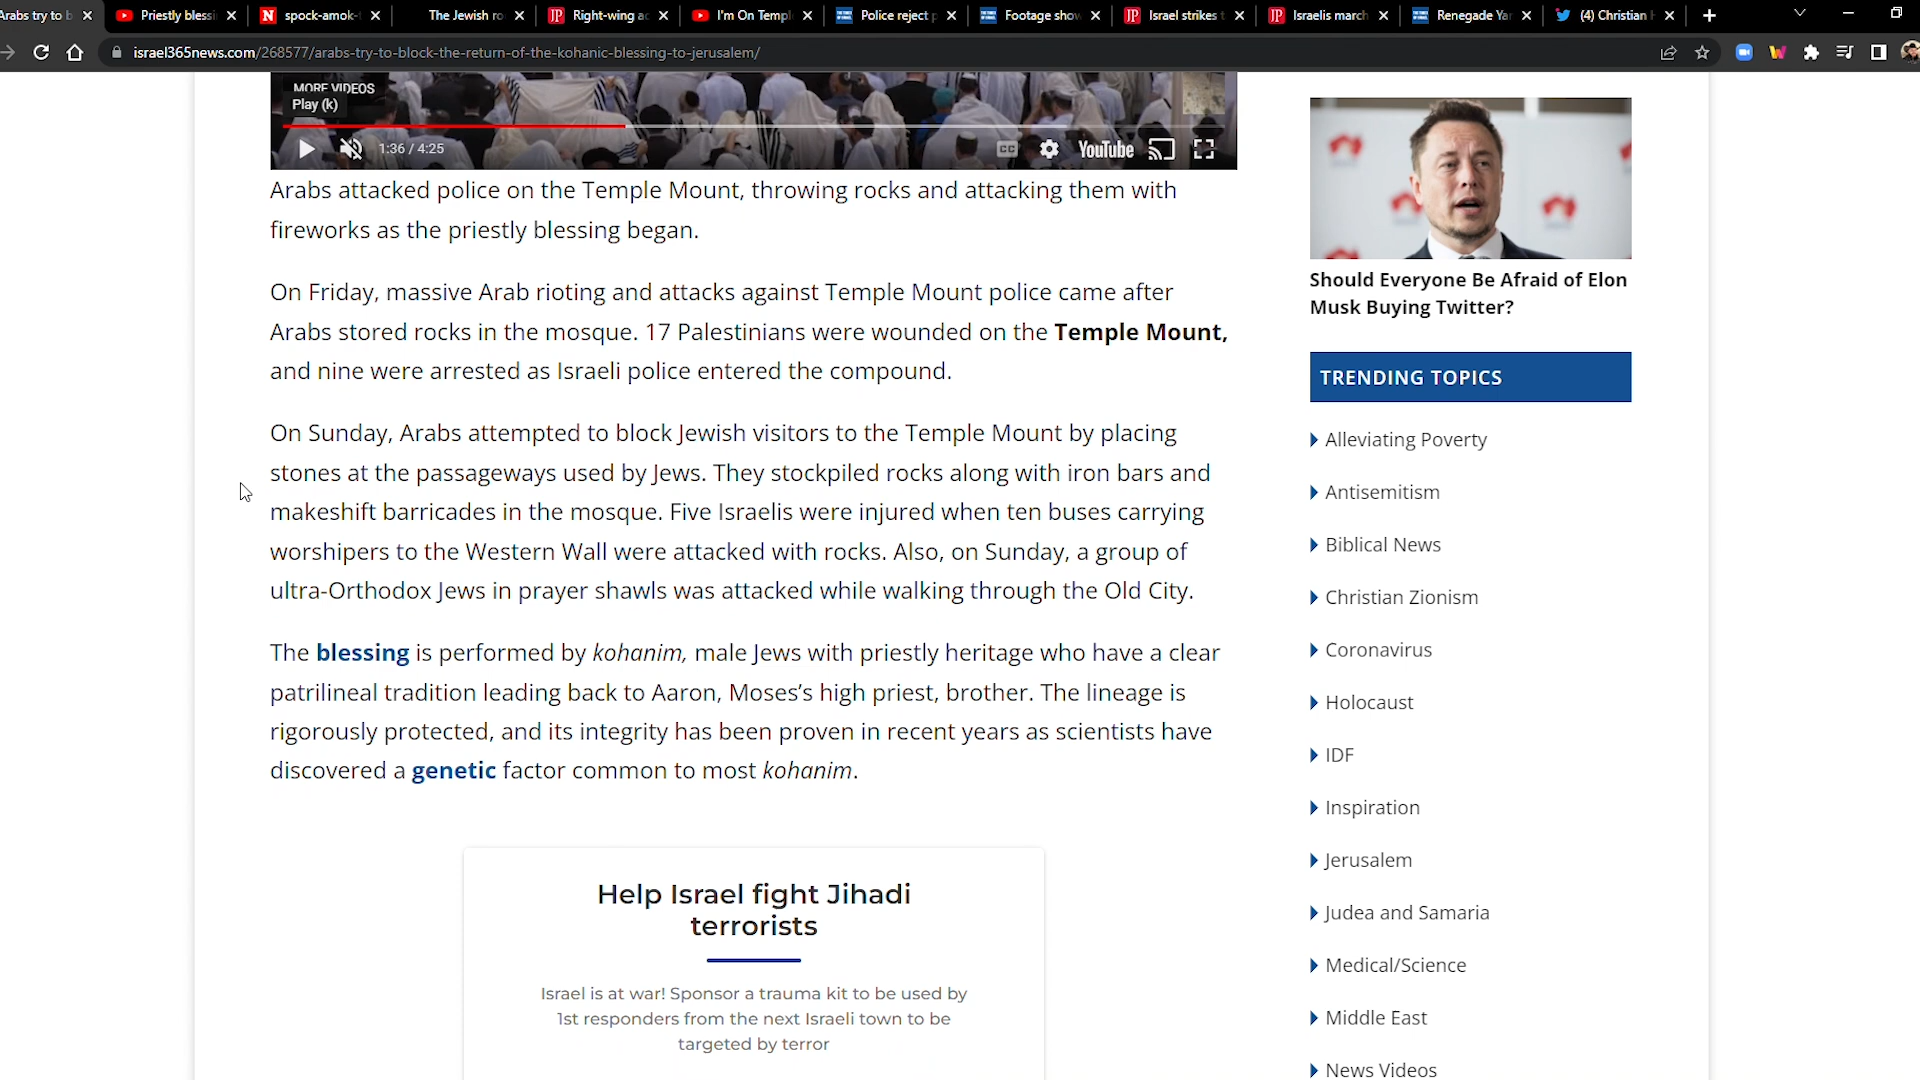 Arabs try to b
Priestly blessi
spock-amok-
The Jewish ro
Right-wing ac
I'm On Templ
Police reject p
Footage show
Israel strikes t
Israelis march
Renegade Yar
(4) Christian H
israel365news.com/268577/arabs-try-to-block-the-return-of-the-kohanic-blessing-to-jerusalem/
MORE VIDEOS
Play (k)
1:36 / 4:25
CC
YouTube
Arabs attacked police on the Temple Mount, throwing rocks and attacking them with
fireworks as the priestly blessing began.
On Friday, massive Arab rioting and attacks against Temple Mount police came after
Arabs stored rocks in the mosque. 17 Palestinians were wounded on the Temple Mount,
and nine were arrested as Israeli police entered the compound.
On Sunday, Arabs attempted to block Jewish visitors to the Temple Mount by placing
stones at the passageways used by Jews. They stockpiled rocks along with iron bars and
makeshift barricades in the mosque. Five Israelis were injured when ten buses carrying
worshipers to the Western Wall were attacked with rocks. Also, on Sunday, a group of
ultra-Orthodox Jews in prayer shawls was attacked while walking through the Old City.
The blessing is performed by kohanim, male Jews with priestly heritage who have a clear
patrilineal tradition leading back to Aaron, Moses's high priest, brother. The lineage is
rigorously protected, and its integrity has been proven in recent years as scientists have
discovered a genetic factor common to most kohanim.
Help Israel fight Jihadi
terrorists
Israel is at war! Sponsor a trauma kit to be used by
1st responders from the next Israeli town to be
targeted by terror
Should Everyone Be Afraid of Elon
Musk Buying Twitter?
TRENDING TOPICS
Alleviating Poverty
Antisemitism
Biblical News
Christian Zionism
Coronavirus
Holocaust
IDF
Inspiration
Jerusalem
Judea and Samaria
Medical/Science
Middle East
News Videos